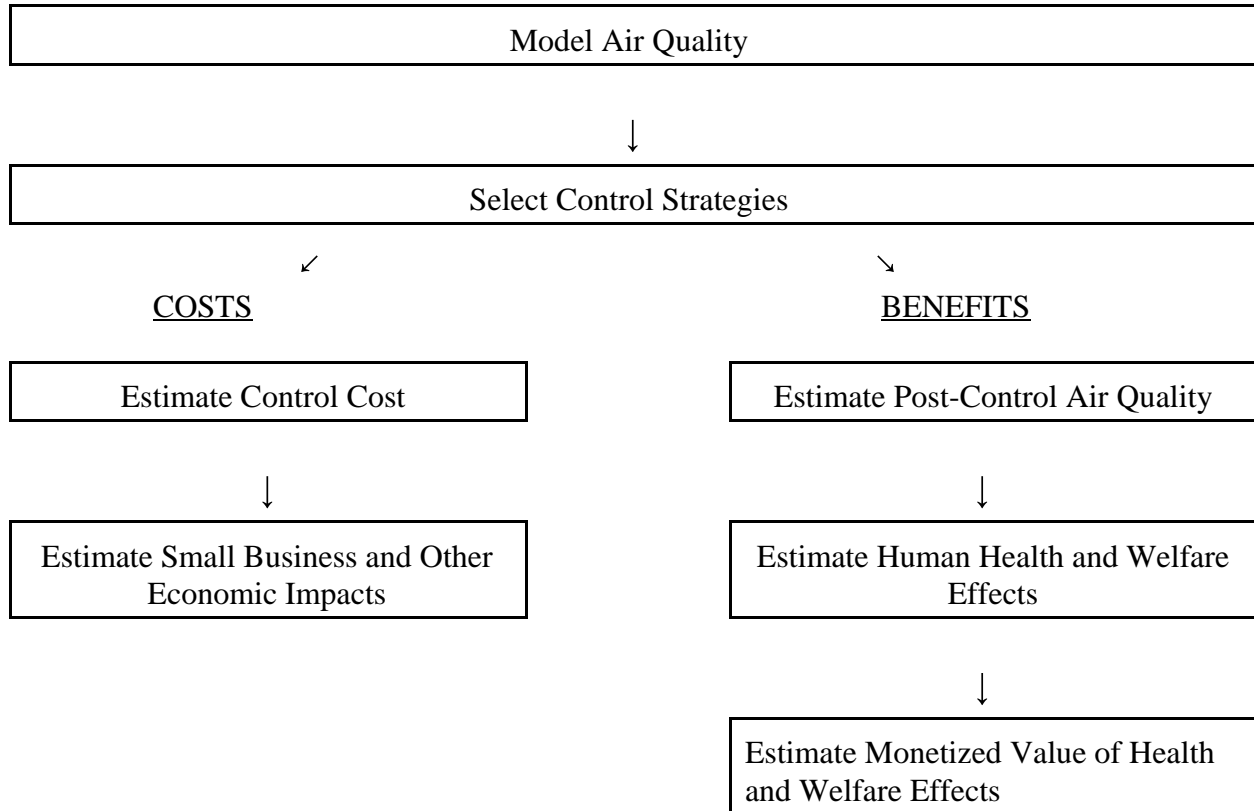 Model Air Quality
↓
Select Control Strategies
↙ ↘
COSTS
BENEFITS
Estimate Control Cost
Estimate Post-Control Air Quality
↓ ↓
Estimate Small Business and Other
Economic Impacts
Estimate Human Health and Welfare
Effects
↓
Estimate Monetized Value of Health
and Welfare Effects